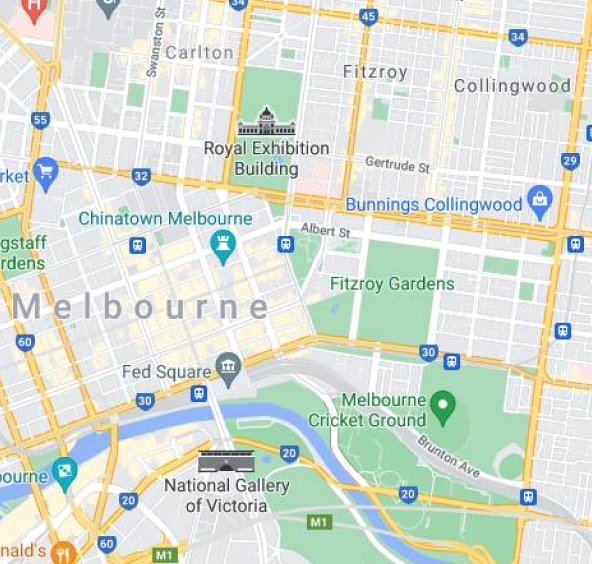 H
34
45
34
Swanston St
Carlton
Fitzroy
Collingwood
55
Royal Exhibition
Building
rket
32
Gertrude St
29
Bunnings Collingwood
Chinatown Melbourne
Albert St
gstaff
rdens
Fitzroy Gardens
Melbourne
60
30
Fed Square
30
Melbourne
Cricket Ground
Brunton Ave
20
bourne
National Gallery
of Victoria
20
20
M1
60
nald's
M1